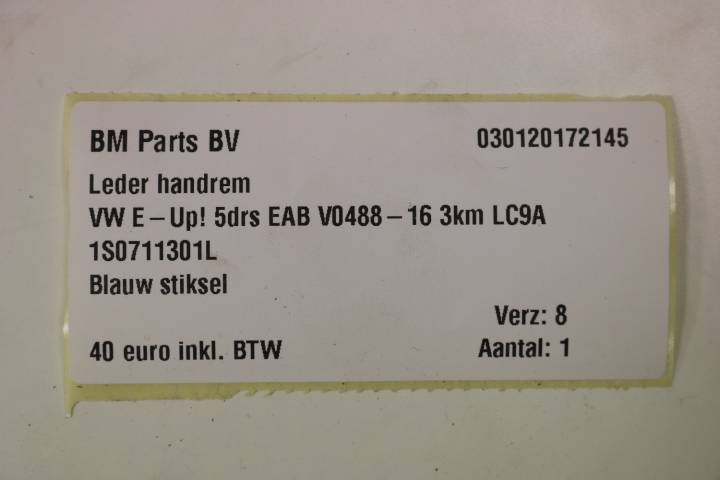 BM Parts BV 030120172145
Leder handrem
VW E-Up! 5drs EAB V0488-16 3km LC9A
1S0711301L
Blauw stiksel
Verz: 8
40 euro inkl. BTW Aantal: 1